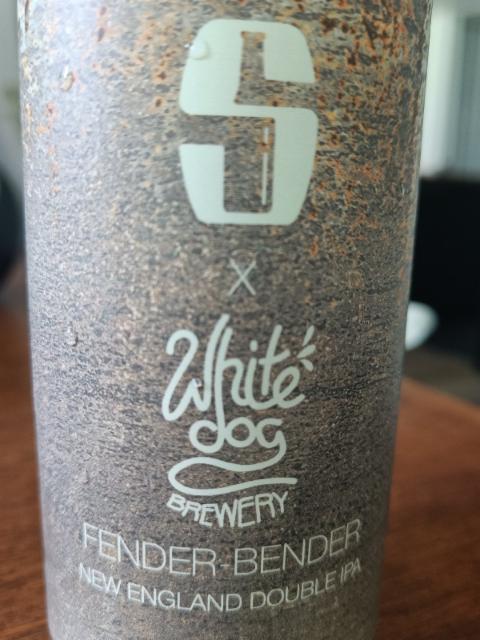 S
X
White
dog
BREWERY
FENDER-BENDER
NEW ENGLAND DOUBLE IPA